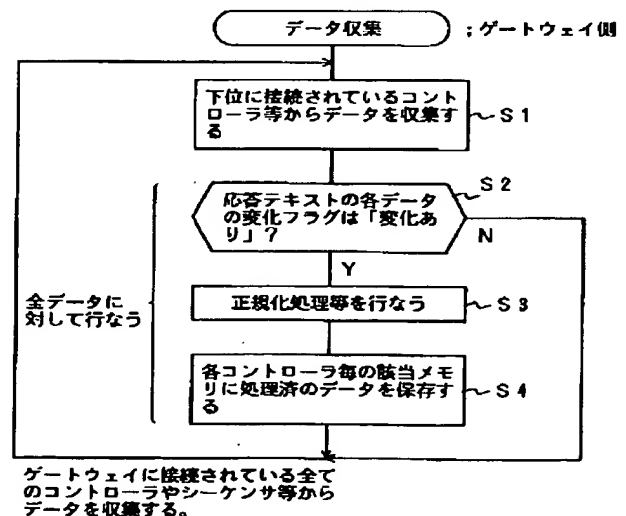 データ収集
;ゲートウェイ側
下位に接続されているコント
ローラ等からデータを収集す
る
S1
S2
応答テキストの各データ
の変化フラグは「変化あ
り」?
N
Y
全データに
対して行なう
正規化処理等を行なう
S3
各コントローラ毎の該当メモ
リに処理済のデータを保存す
る
S4
ゲートウェイに接続されている全て
のコントローラやシーケンサ等から
データを収集する。